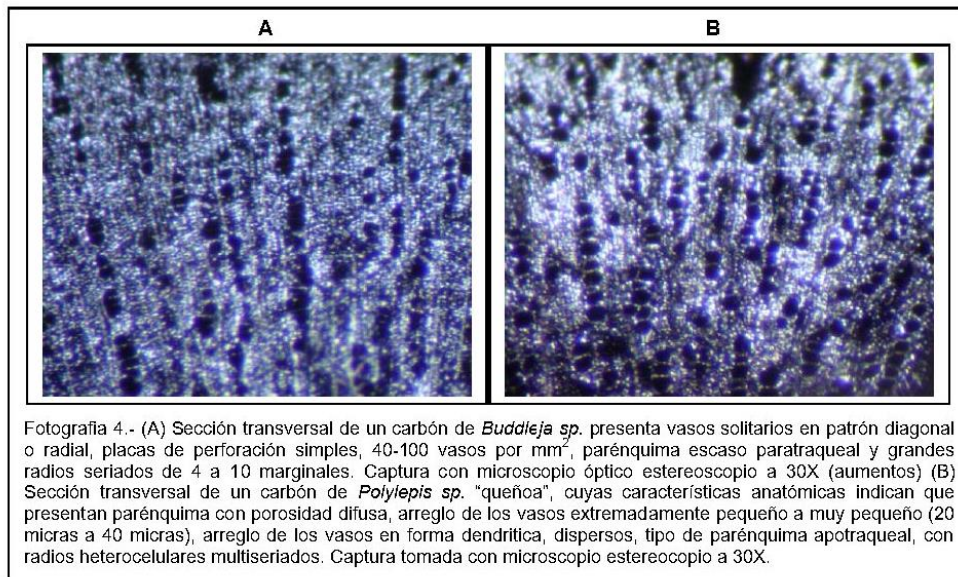 A B
Fotografia 4.- (A) Sección transversal de un carbón de Buddleja sp. presenta vasos solitarios en patrón diagonal
o radial, placas de perforación simples, 40-100 vasos por mm², parénquima escaso paratraqueal y grandes
radios seriados de 4 a 10 marginales. Captura con microscopio óptico estereoscopio a 30X (aumentos) (B)
Sección transversal de un carbón de Polylepis sp. "queñoa", cuyas características anatómicas indican que
presentan parénquima con porosidad difusa, arreglo de los vasos extremadamente pequeño a muy pequeño (20
micras a 40 micras), arreglo de los vasos en forma dendrítica, dispersos, tipo de parénquima apotraqueal, con
radios heterocelulares multiseriados. Captura tomada con microscopio estereocopio a 30X.